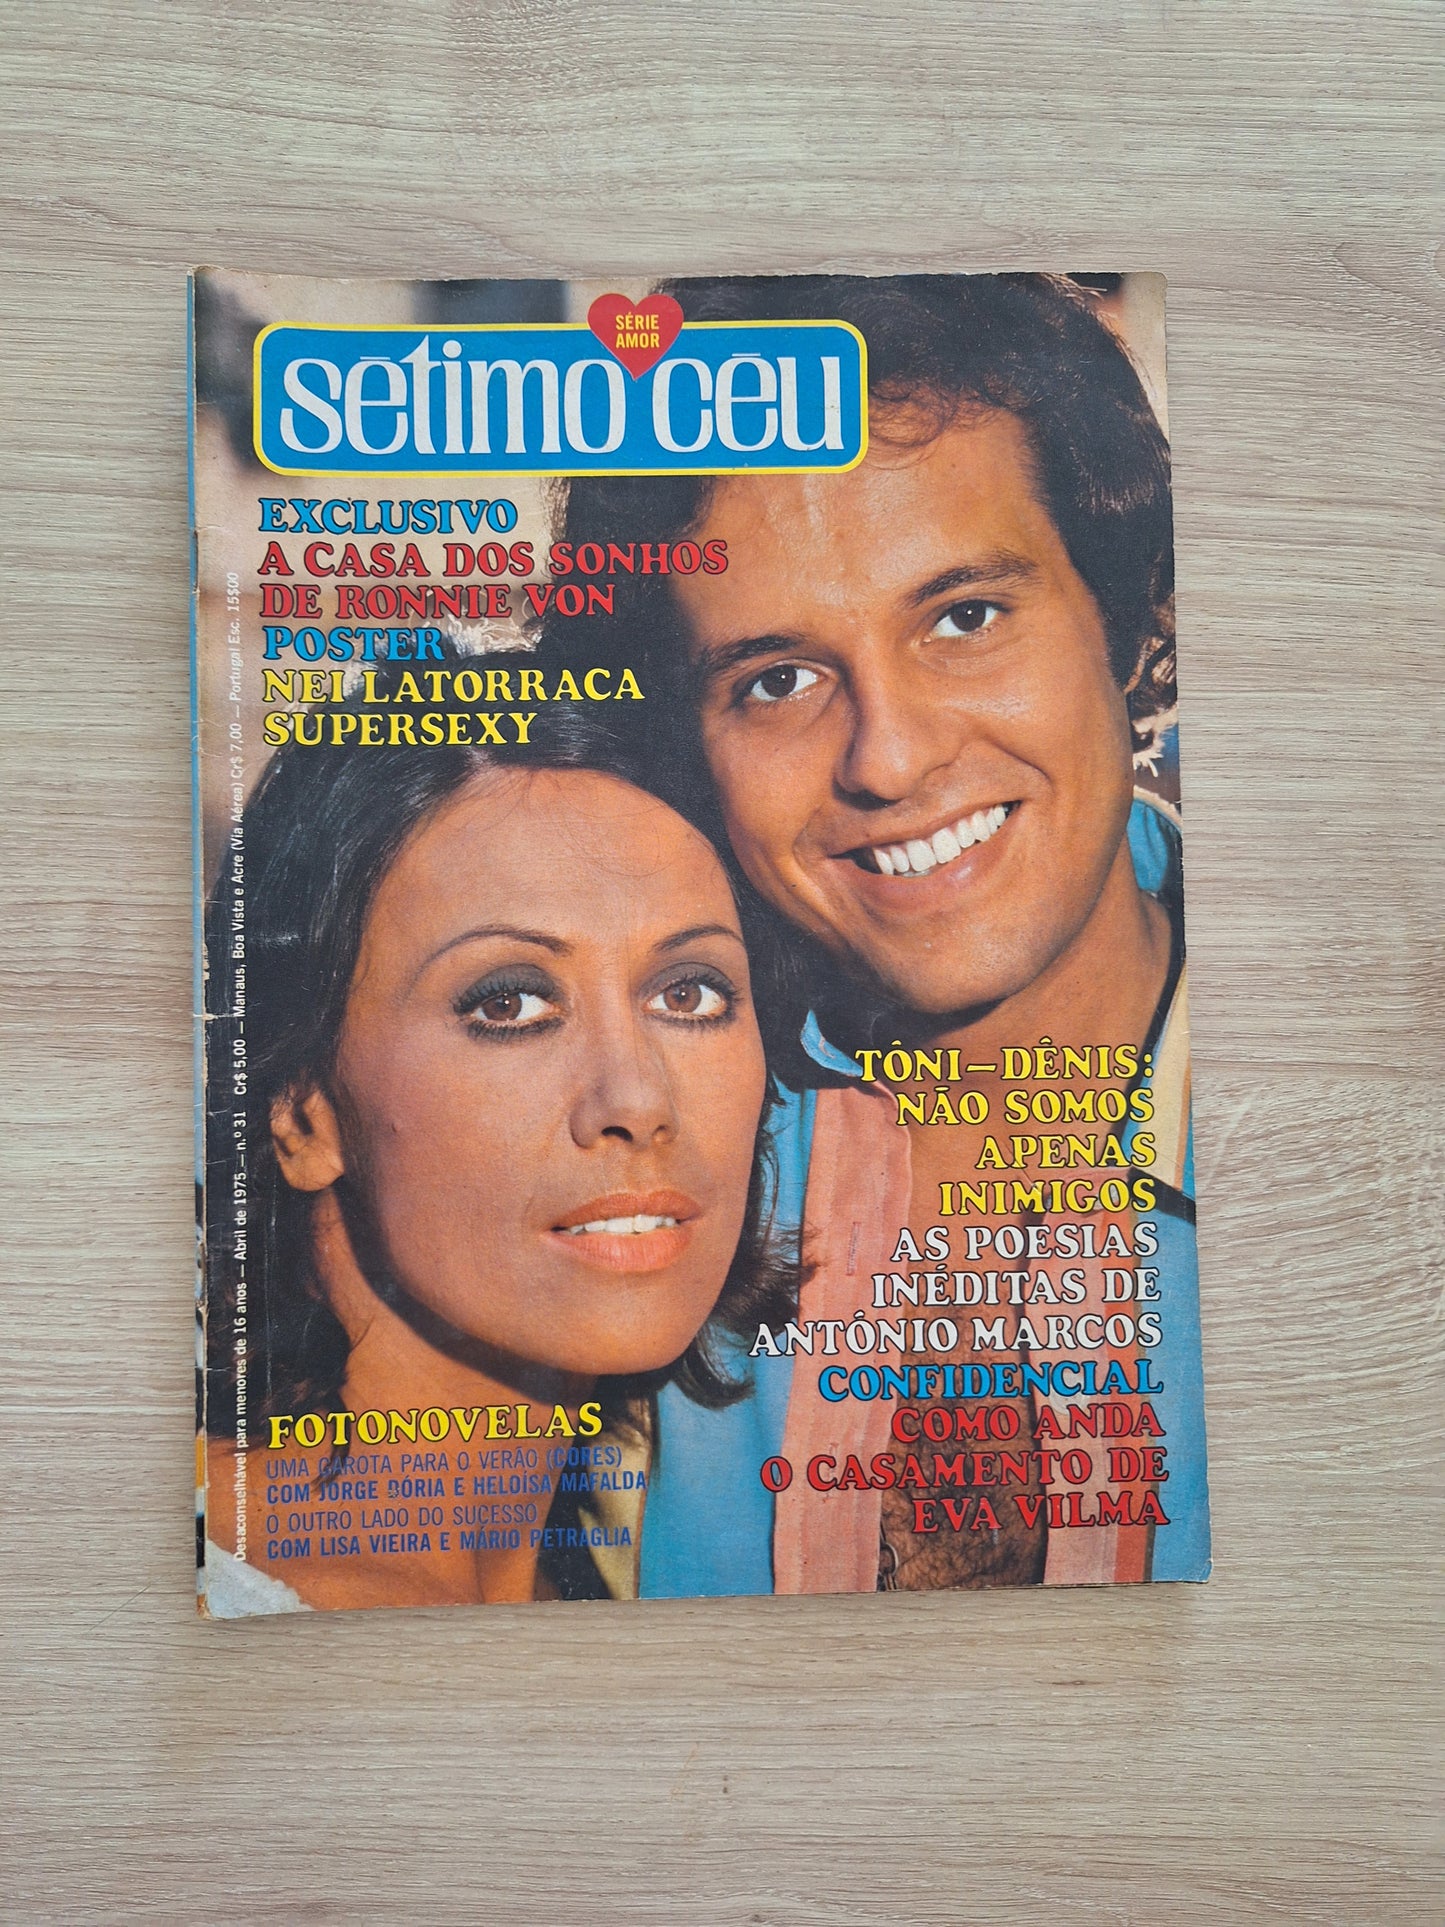 SÉRIE
AMOR
sétimo céu
EXCLUSIVO
A CASA DOS SONHOS
DE RONNIE VON
POSTER
NEI LATORRACA
SUPERSEXY
Desaconselhável para menores de 16 anos — Abril de 1975 — n.º 31 Cr$ 5,00 — Manaus, Boa Vista e Acre (Via Aérea) Cr$ 7,00 — Portugal Esc. 15$00
TÔNI—DÊNIS:
NÃO SOMOS
APENAS
INIMIGOS
AS POESIAS
INÉDITAS DE
ANTÔNIO MARCOS
CONFIDENCIAL
COMO ANDA
O CASAMENTO DE
EVA VILMA
FOTONOVELAS
UMA GAROTA PARA O VERÃO (CORES)
COM JORGE DÓRIA E HELOÍSA MAFALDA
O OUTRO LADO DO SUCESSO
COM LISA VIEIRA E MÁRIO PETRAGLIA